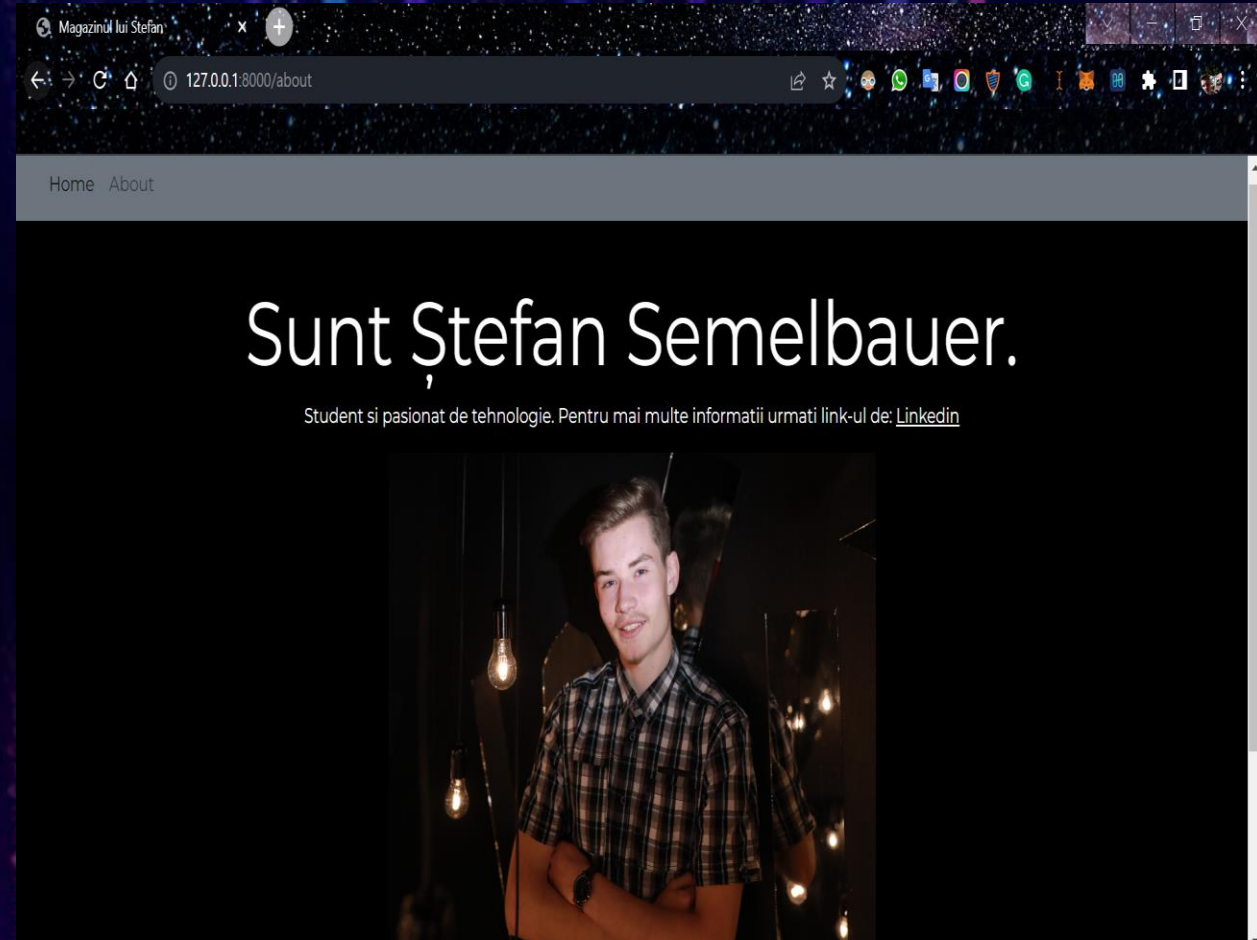 Magazinul lui Stefan
127.0.0.1:8000/about
Home About
Sunt Ștefan Semelbauer.
Student si pasionat de tehnologie. Pentru mai multe informatii urmati link-ul de: Linkedin